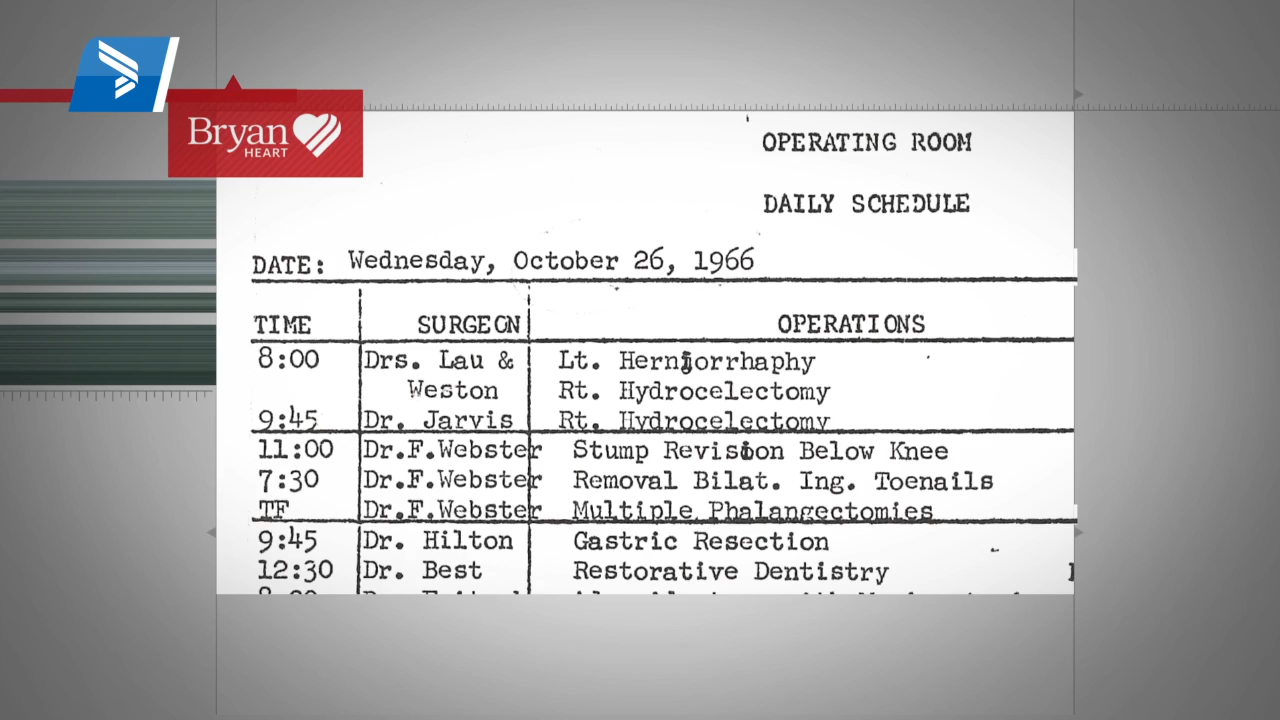 Bryan
HEART
OPERATING ROOM
DAILY SCHEDULE
DATE: Wednesday, October 26, 1966
TIME SURGEON OPERATIONS
8:00 Drs. Lau & Lt. Herniorrhaphy
Weston Rt. Hydrocelectomy
9:45 Dr. Jarvis Rt. Hydrocelectomy
11:00 Dr.F.Webster Stump Revision Below Knee
7:30 Dr.F.Webster Removal Bilat. Ing. Toenails
TF Dr.F.Webster Multiple Phalangectomies
9:45 Dr. Hilton Gastric Resection
12:30 Dr. Best Restorative Dentistry